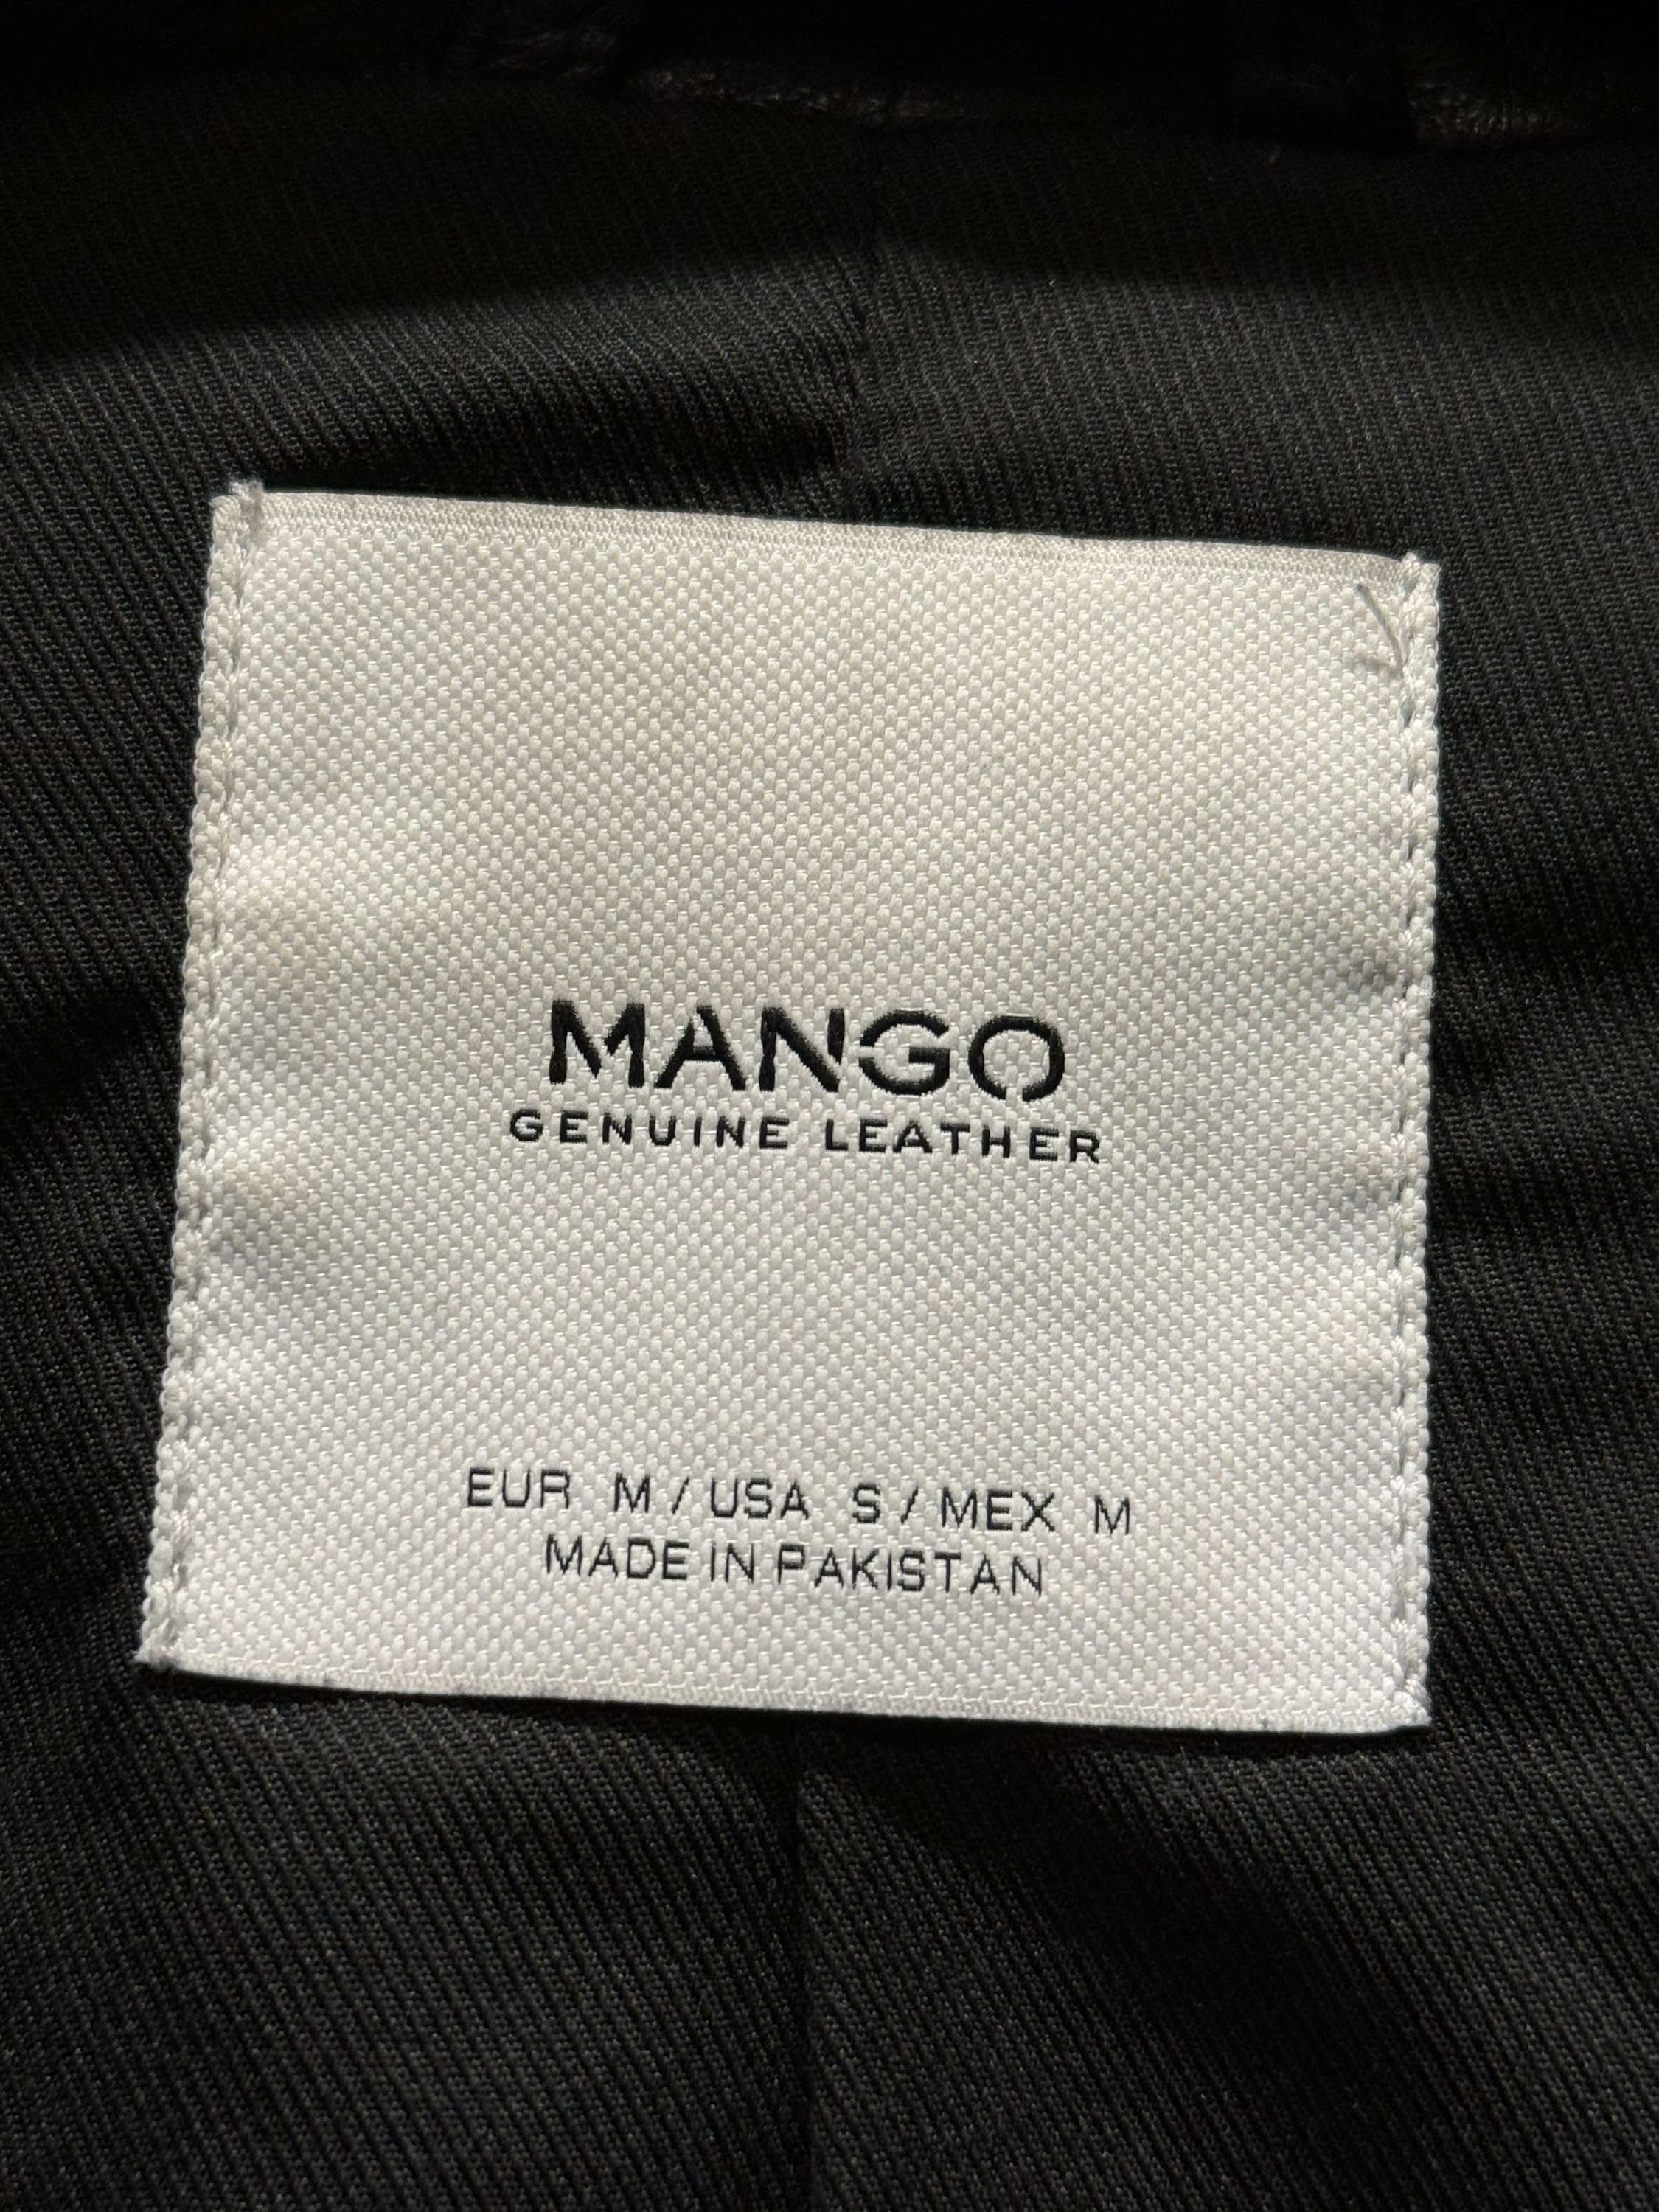 MANGO
GENUINE LEATHER
EUR M / USA S / MEX M
MADE IN PAKISTAN